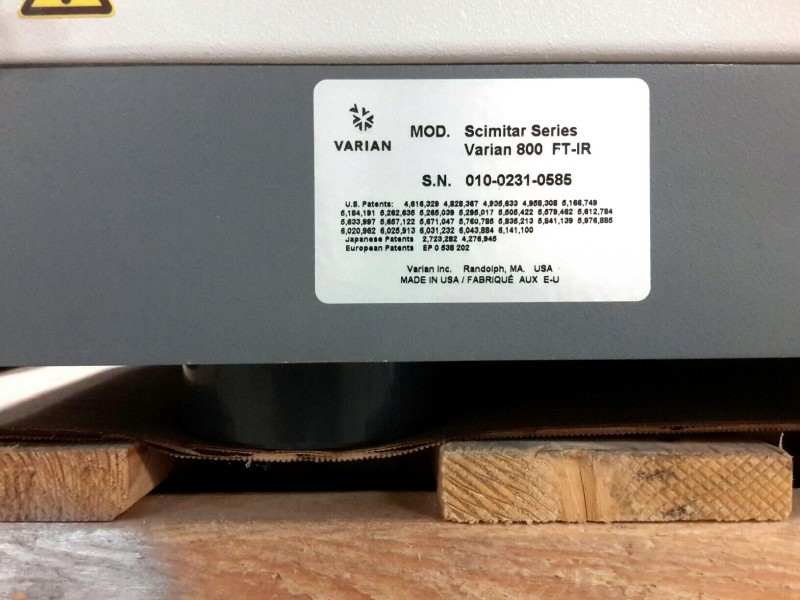 VARIAN
MOD. Scimitar Series
Varian 800 FT-IR
S.N. 010-0231-0585
U.S. Patents: 4,616,329 4,828,367 4,935,633 4,958,308 5,166,749
5,184,191 5,262,635 5,265,039 5,295,017 5,505,422 5,579,462 5,612,784
5,633,997 5,657,122 5,671,047 5,760,785 5,835,213 5,841,139 5,976,885
6,020,962 6,025,913 6,031,232 6,043,884 6,141,100
Japanese Patents 2,723,282 4,276,945
European Patents EP 0 538 202
Varian Inc. Randolph, MA. USA
MADE IN USA / FABRIQUÉ AUX E-U